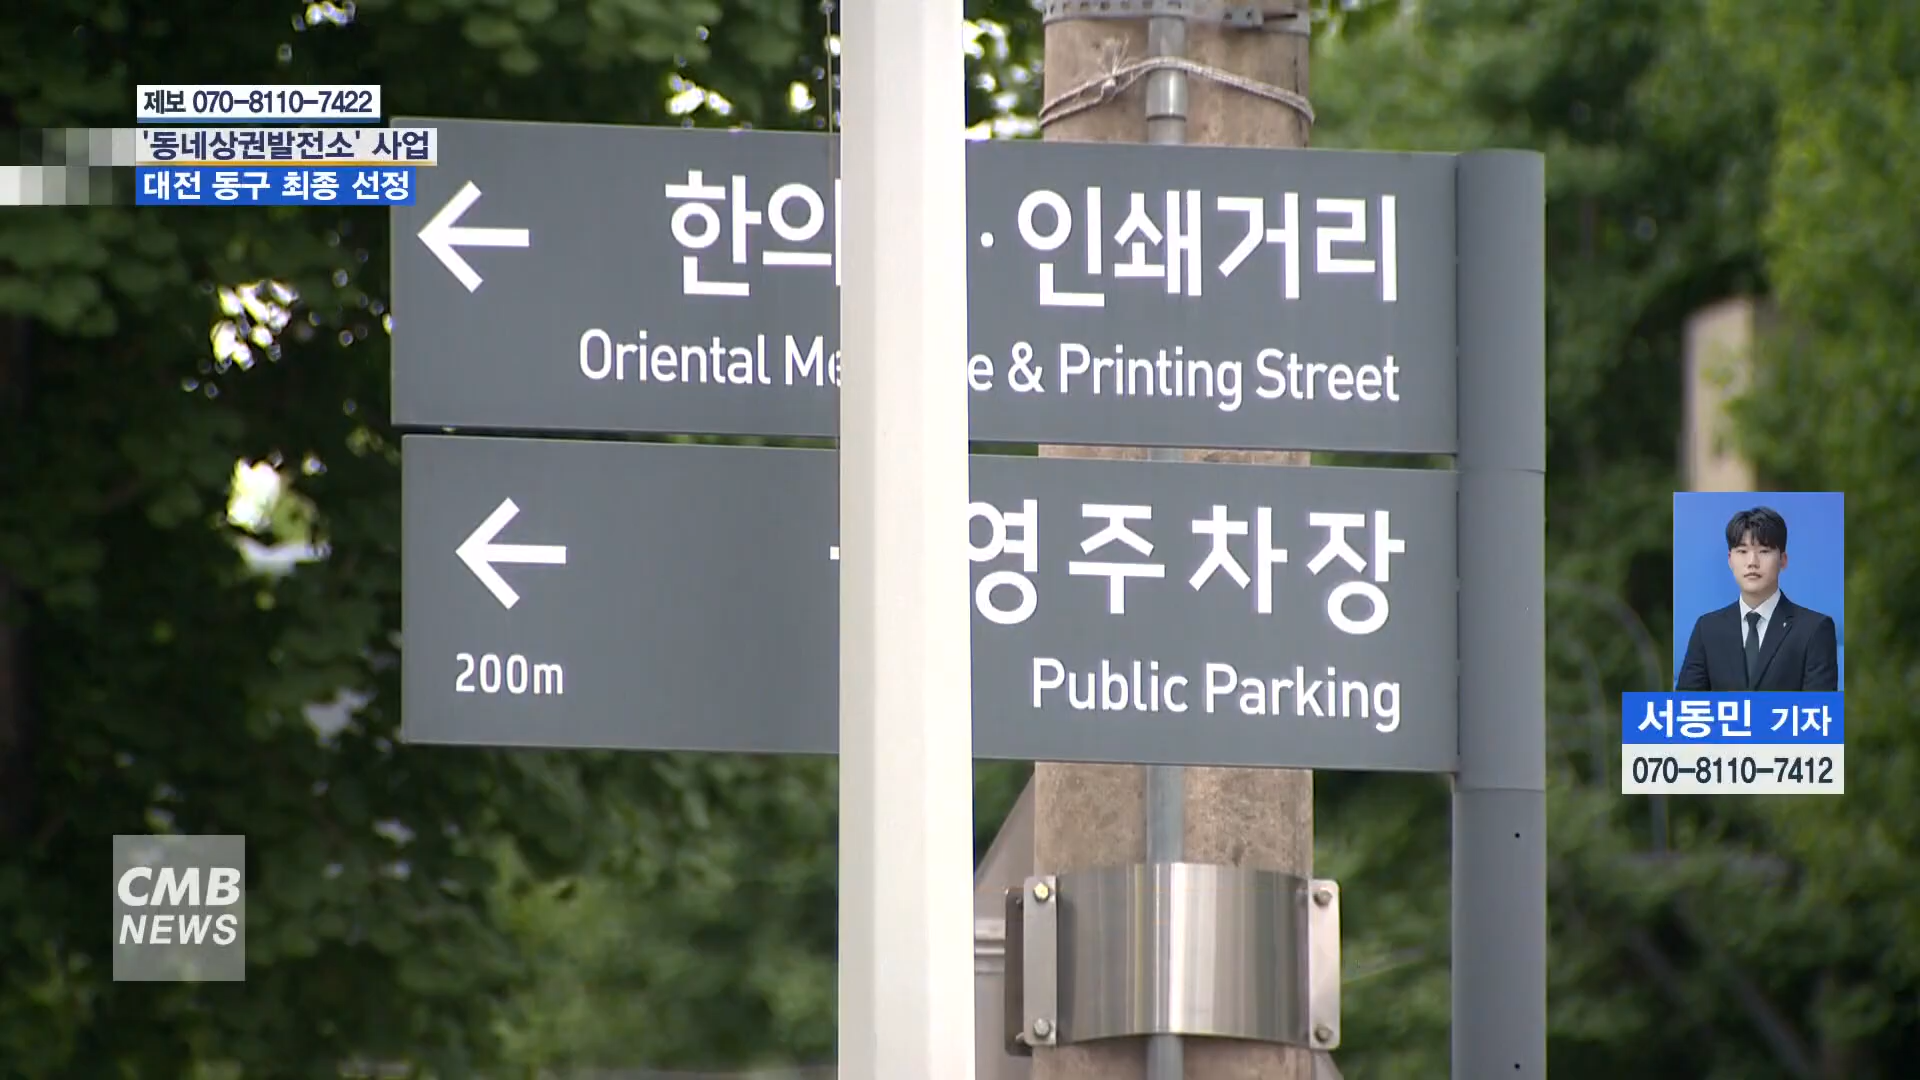 제보 070-8110-7422
'동네상권발전소' 사업
대전 동구 최종 선정
한의 · 인쇄거리
Oriental Me e & Printing Street
영주차장
200m
Public Parking
서동민 기자
070-8110-7412
CMB
NEWS